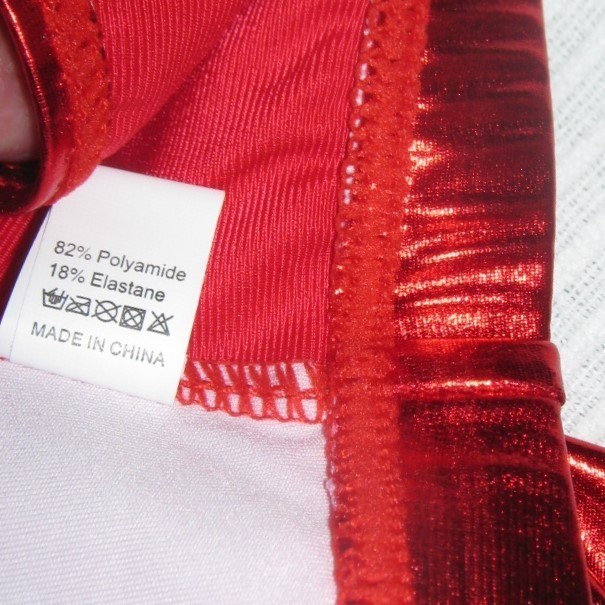 82% Polyamide
18% Elastane
MADE IN CHINA